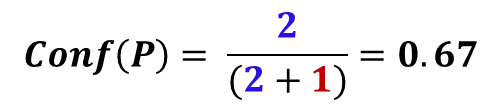 Conf(P) = 2 / (2 + 1) = 0.67